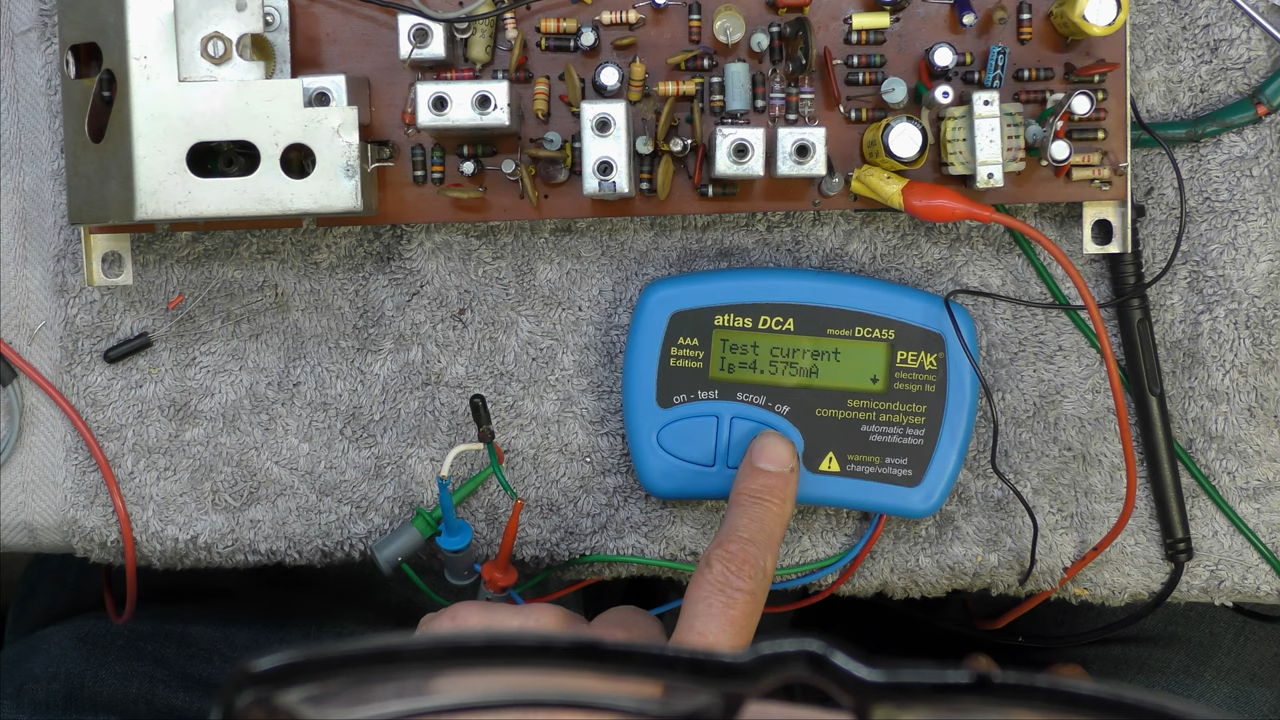 atlas DCA
model DCA55
AAA
Battery
Edition
Test current
IB=4.575mA
PEAK®
electronic
design ltd
on - test
scroll - off
semiconductor
component analyser
automatic lead
identification
warning: avoid
charge/voltages